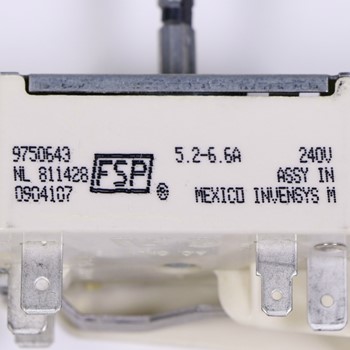 9750643 FSP ® 5.2-6.6A 240V
NL 811428 ASSY IN
0904107 MEXICO INVENSYS M